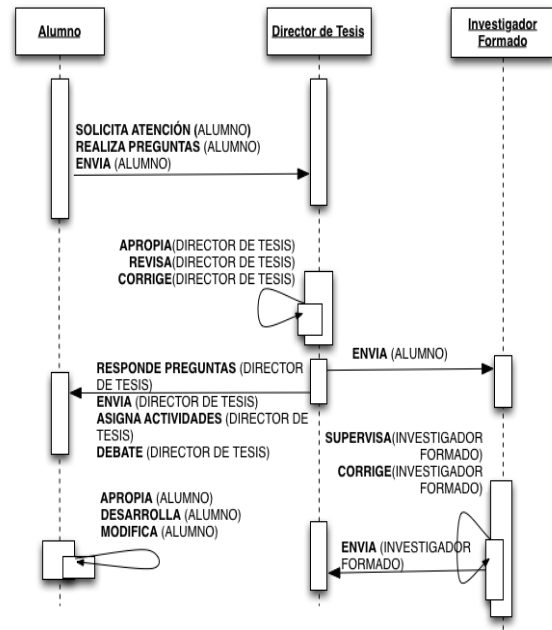 Alumno
Director de Tesis
Investigador
Formado
SOLICITA ATENCIÓN (ALUMNO)
REALIZA PREGUNTAS (ALUMNO)
ENVIA (ALUMNO)
APROPIA(DIRECTOR DE TESIS)
REVISA(DIRECTOR DE TESIS)
CORRIGE(DIRECTOR DE TESIS)
ENVIA (ALUMNO)
RESPONDE PREGUNTAS (DIRECTOR
DE TESIS)
ENVIA (DIRECTOR DE TESIS)
ASIGNA ACTIVIDADES (DIRECTOR DE
TESIS)
DEBATE (DIRECTOR DE TESIS)
SUPERVISA(INVESTIGADOR
FORMADO)
CORRIGE(INVESTIGADOR
FORMADO)
APROPIA (ALUMNO)
DESARROLLA (ALUMNO)
MODIFICA (ALUMNO)
ENVIA (INVESTIGADOR
FORMADO)